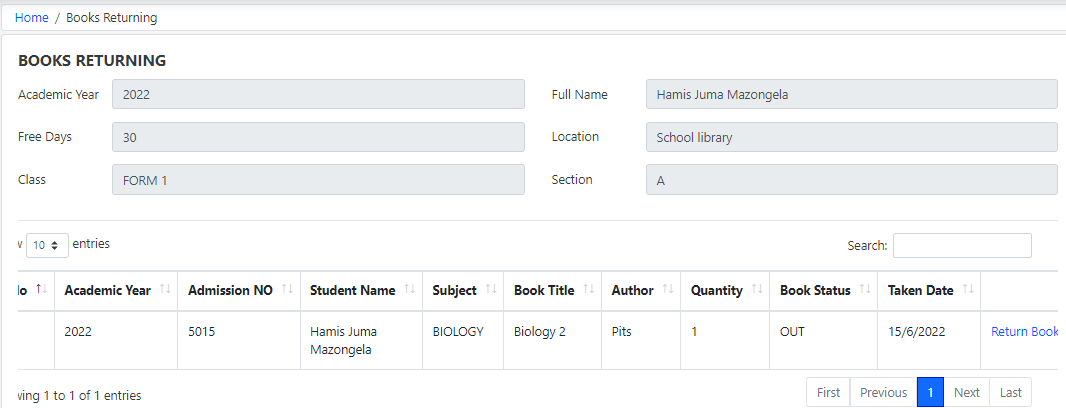 Home / Books Returning
BOOKS RETURNING
Academic Year 2022 Full Name Hamis Juma Mazongela
Free Days 30 Location School library
Class FORM 1 Section A
w 10 entries Search:
No Academic Year Admission NO Student Name Subject Book Title Author Quantity Book Status Taken Date
2022 5015 Hamis Juma BIOLOGY Biology 2 Pits 1 OUT 15/6/2022 Return Book
Mazongela
wing 1 to 1 of 1 entries First Previous 1 Next Last